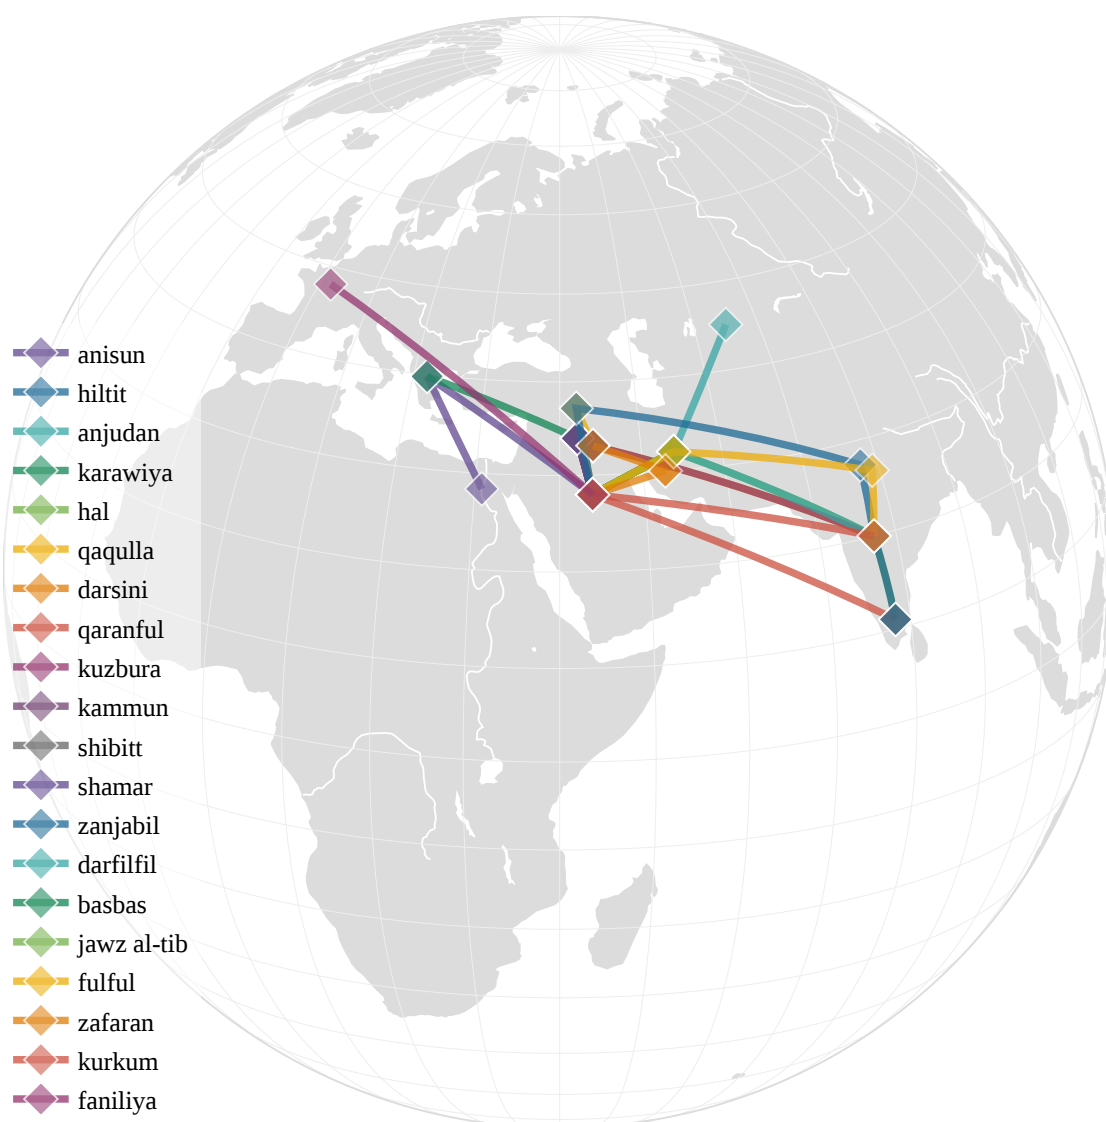 anisun
hiltit
anjudan
karawiya
hal
qaqulla
darsini
qaranful
kuzbura
kammun
shibitt
shamar
zanjabil
darfilfil
basbas
jawz al-tib
fulful
zafaran
kurkum
faniliya